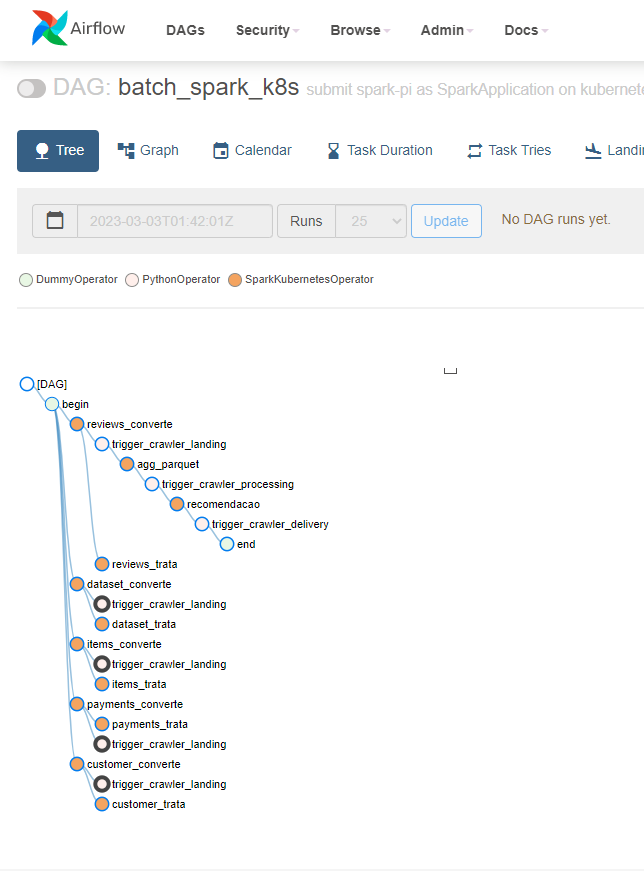 Airflow DAGs Security Browse Admin Docs
DAG: batch_spark_k8s submit spark-pi as SparkApplication on kubernete
Tree Graph Calendar Task Duration Task Tries Landi
2023-03-03T01:42:01Z Runs 25 Update No DAG runs yet.
DummyOperator PythonOperator SparkKubernetesOperator
[DAG]
begin
reviews_converte
trigger_crawler_landing
agg_parquet
trigger_crawler_processing
recomendacao
trigger_crawler_delivery
end
reviews_trata
dataset_converte
trigger_crawler_landing
dataset_trata
items_converte
trigger_crawler_landing
items_trata
payments_converte
payments_trata
trigger_crawler_landing
customer_converte
trigger_crawler_landing
customer_trata